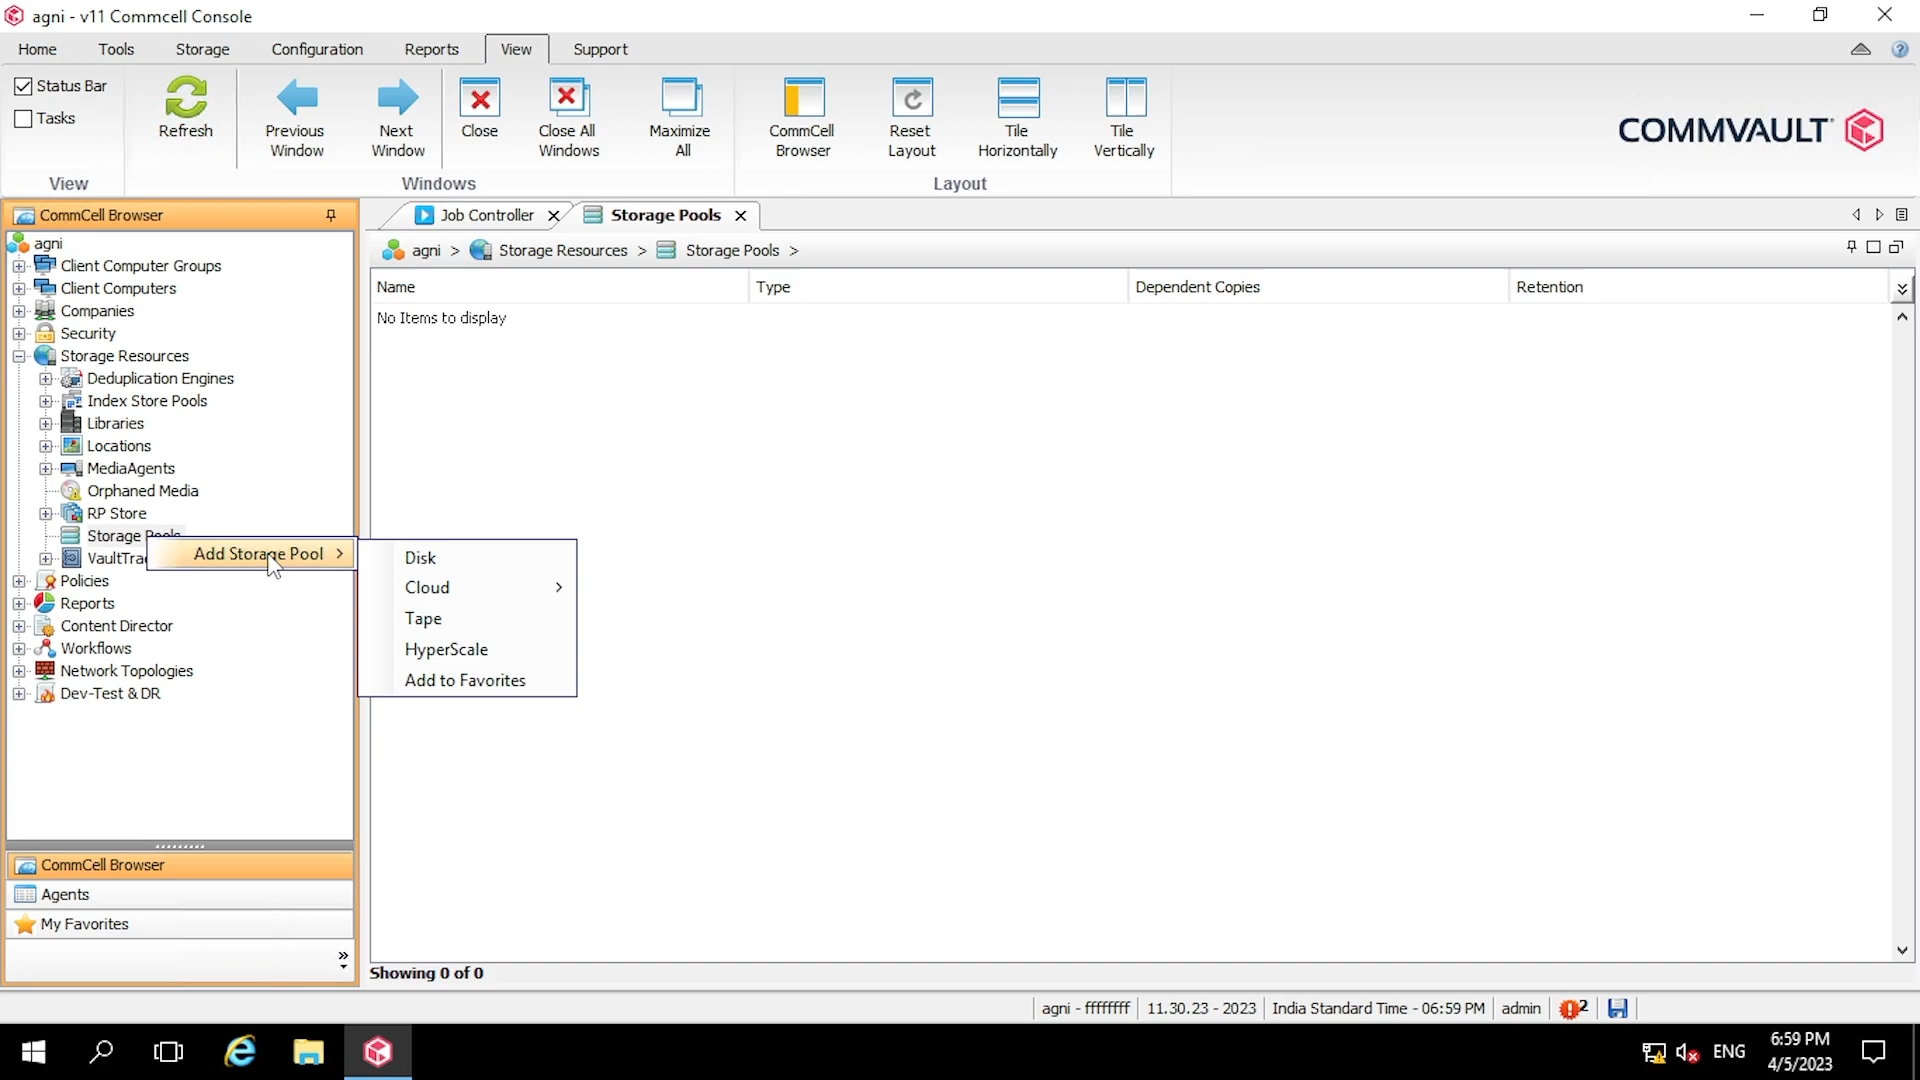 agni - v11 Commcell Console
Home Tools Storage Configuration Reports View Support
Status Bar
Tasks
Refresh
Previous Window
Next Window
Close
Close All Windows
Maximize All
CommCell Browser
Reset Layout
Tile Horizontally
Tile Vertically
View Windows Layout
COMMVAULT
CommCell Browser
agni
Client Computer Groups
Client Computers
Companies
Security
Storage Resources
Deduplication Engines
Index Store Pools
Libraries
Locations
MediaAgents
Orphaned Media
RP Store
Storage Pools
VaultTra
Policies
Reports
Content Director
Workflows
Network Topologies
Dev-Test & DR
Add Storage Pool >
Disk
Cloud >
Tape
HyperScale
Add to Favorites
CommCell Browser
Agents
My Favorites
Job Controller Storage Pools
agni > Storage Resources > Storage Pools >
Name Type Dependent Copies Retention
No Items to display
Showing 0 of 0
agni - ffffffff 11.30.23 - 2023 India Standard Time - 06:59 PM admin 2
ENG
6:59 PM
4/5/2023